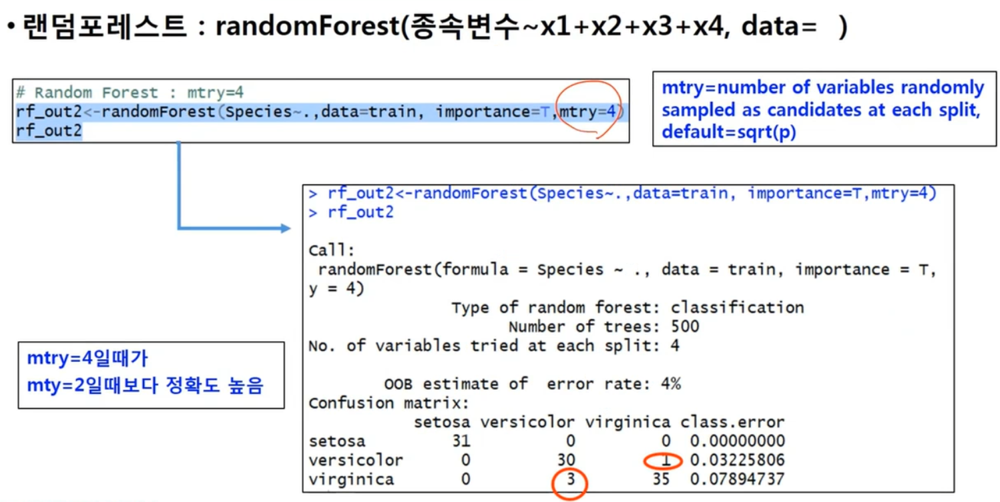 • 랜덤포레스트 : randomForest(종속변수~x1+x2+x3+x4, data=  )
# Random Forest : mtry=4
rf_out2<-randomForest(Species~.,data=train, importance=T,mtry=4)
rf_out2
mtry=number of variables randomly
sampled as candidates at each split,
default=sqrt(p)
> rf_out2<-randomForest(Species~.,data=train, importance=T,mtry=4)
> rf_out2
Call:
randomForest(formula = Species ~ ., data = train, importance = T,
y = 4)
Type of random forest: classification
Number of trees: 500
No. of variables tried at each split: 4
OOB estimate of  error rate: 4%
Confusion matrix:
setosa versicolor virginica class.error
setosa 31 0 0 0.00000000
versicolor 0 30 1 0.03225806
virginica 0 3 35 0.07894737
mtry=4일때가
mty=2일때보다 정확도 높음